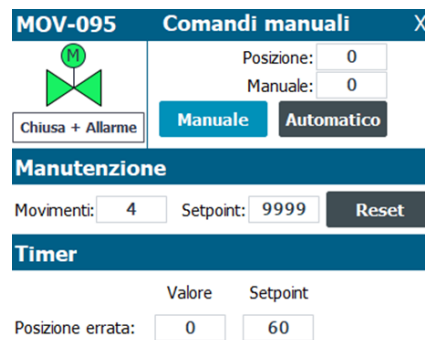 MOV-095 Comandi manuali X
M
Posizione: 0
Manuale: 0
Chiusa + Allarme
Manuale Automatico
Manutenzione
Movimenti: 4 Setpoint: 9999 Reset
Timer
Valore Setpoint
Posizione errata: 0 60